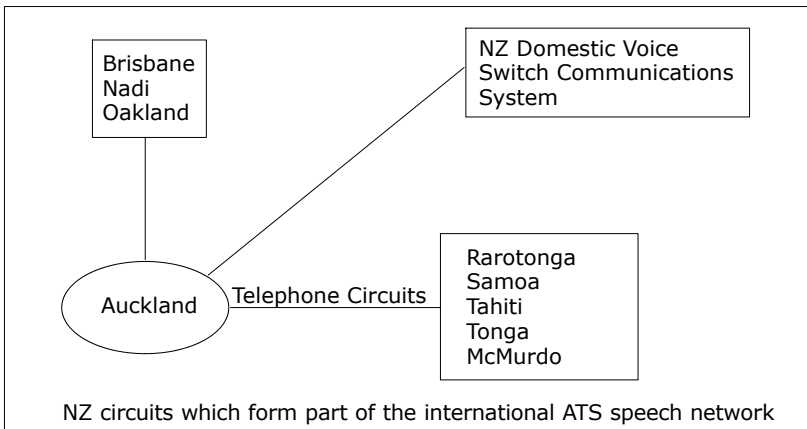 Brisbane
Nadi
Oakland
NZ Domestic Voice
Switch Communications
System
Auckland
Telephone Circuits
Rarotonga
Samoa
Tahiti
Tonga
McMurdo
NZ circuits which form part of the international ATS speech network